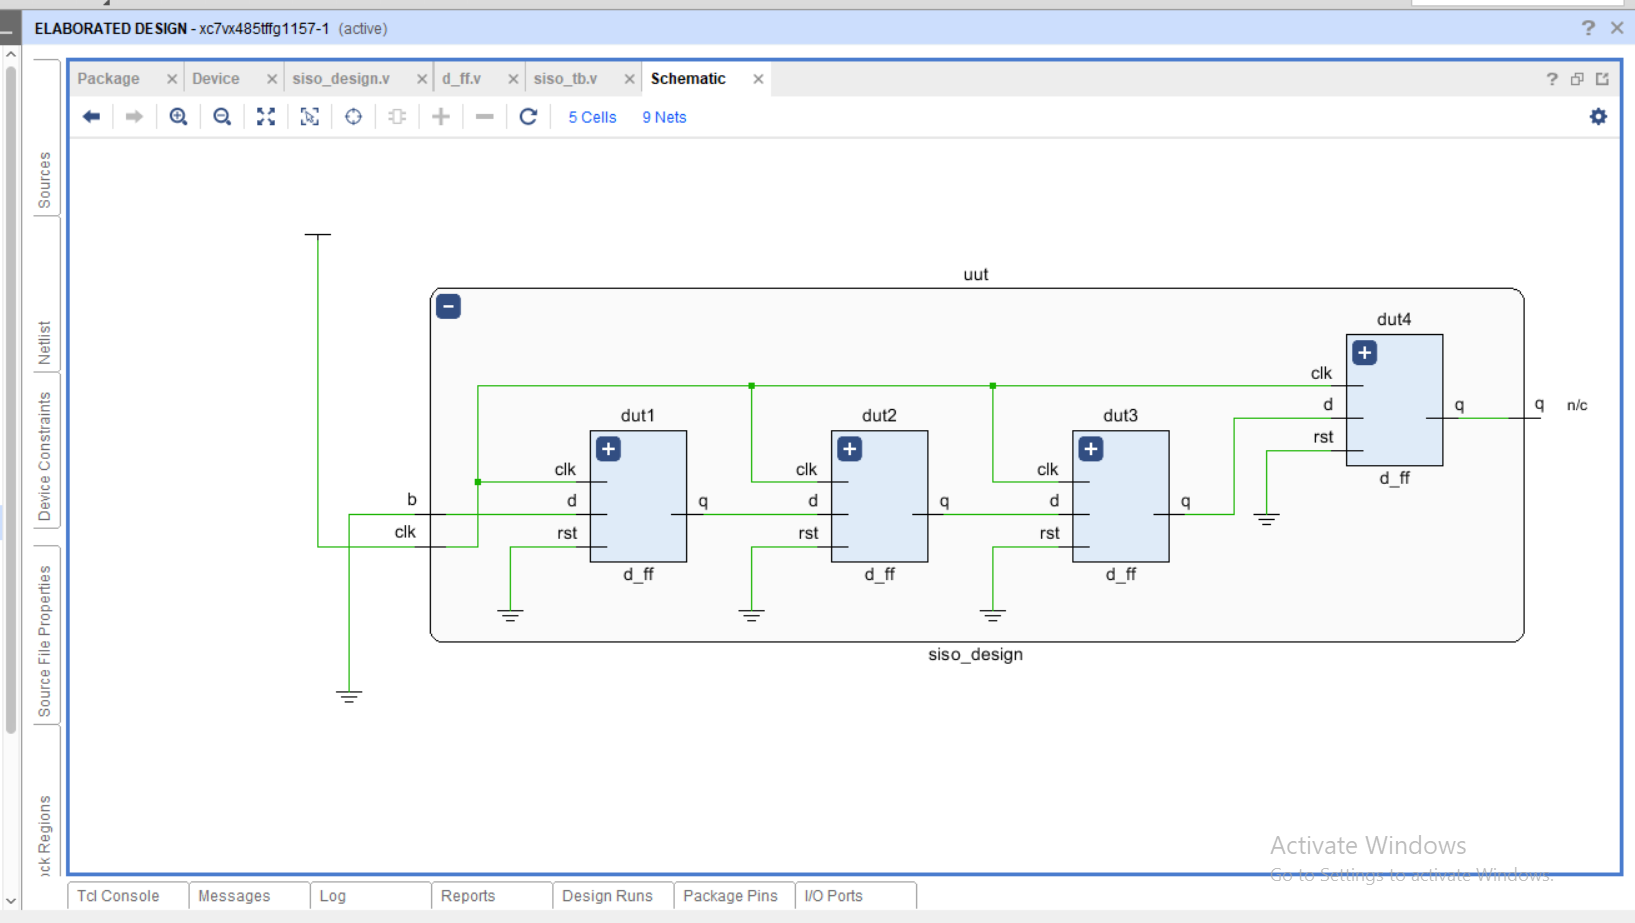 ELABORATED DESIGN - xc7vx485tffg1157-1 (active)
Package
Device
siso_design.v
d_ff.v
siso_tb.v
Schematic
5 Cells
9 Nets
Sources
Netlist
Device Constraints
Source File Properties
ck Regions
uut
dut4
clk
d
rst
q
q
n/c
d_ff
dut1
clk
d
rst
q
d_ff
dut2
clk
d
rst
q
d_ff
dut3
clk
d
rst
q
d_ff
b
clk
siso_design
Activate Windows
Go to Settings to activate Windows.
Tcl Console
Messages
Log
Reports
Design Runs
Package Pins
I/O Ports